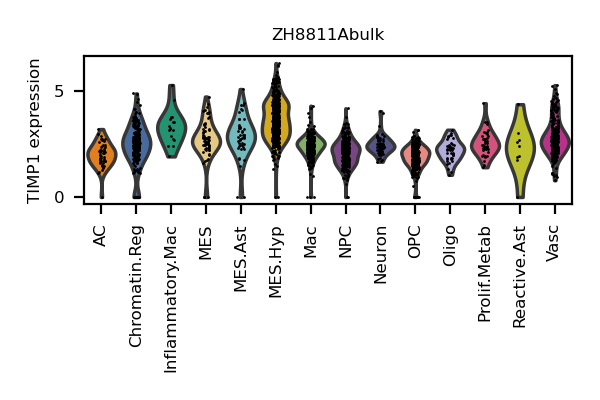 ZH8811Abulk
TIMP1 expression
5
0
AC
Chromatin.Reg
Inflammatory.Mac
MES
MES.Ast
MES.Hyp
Mac
NPC
Neuron
OPC
Oligo
Prolif.Metab
Reactive.Ast
Vasc